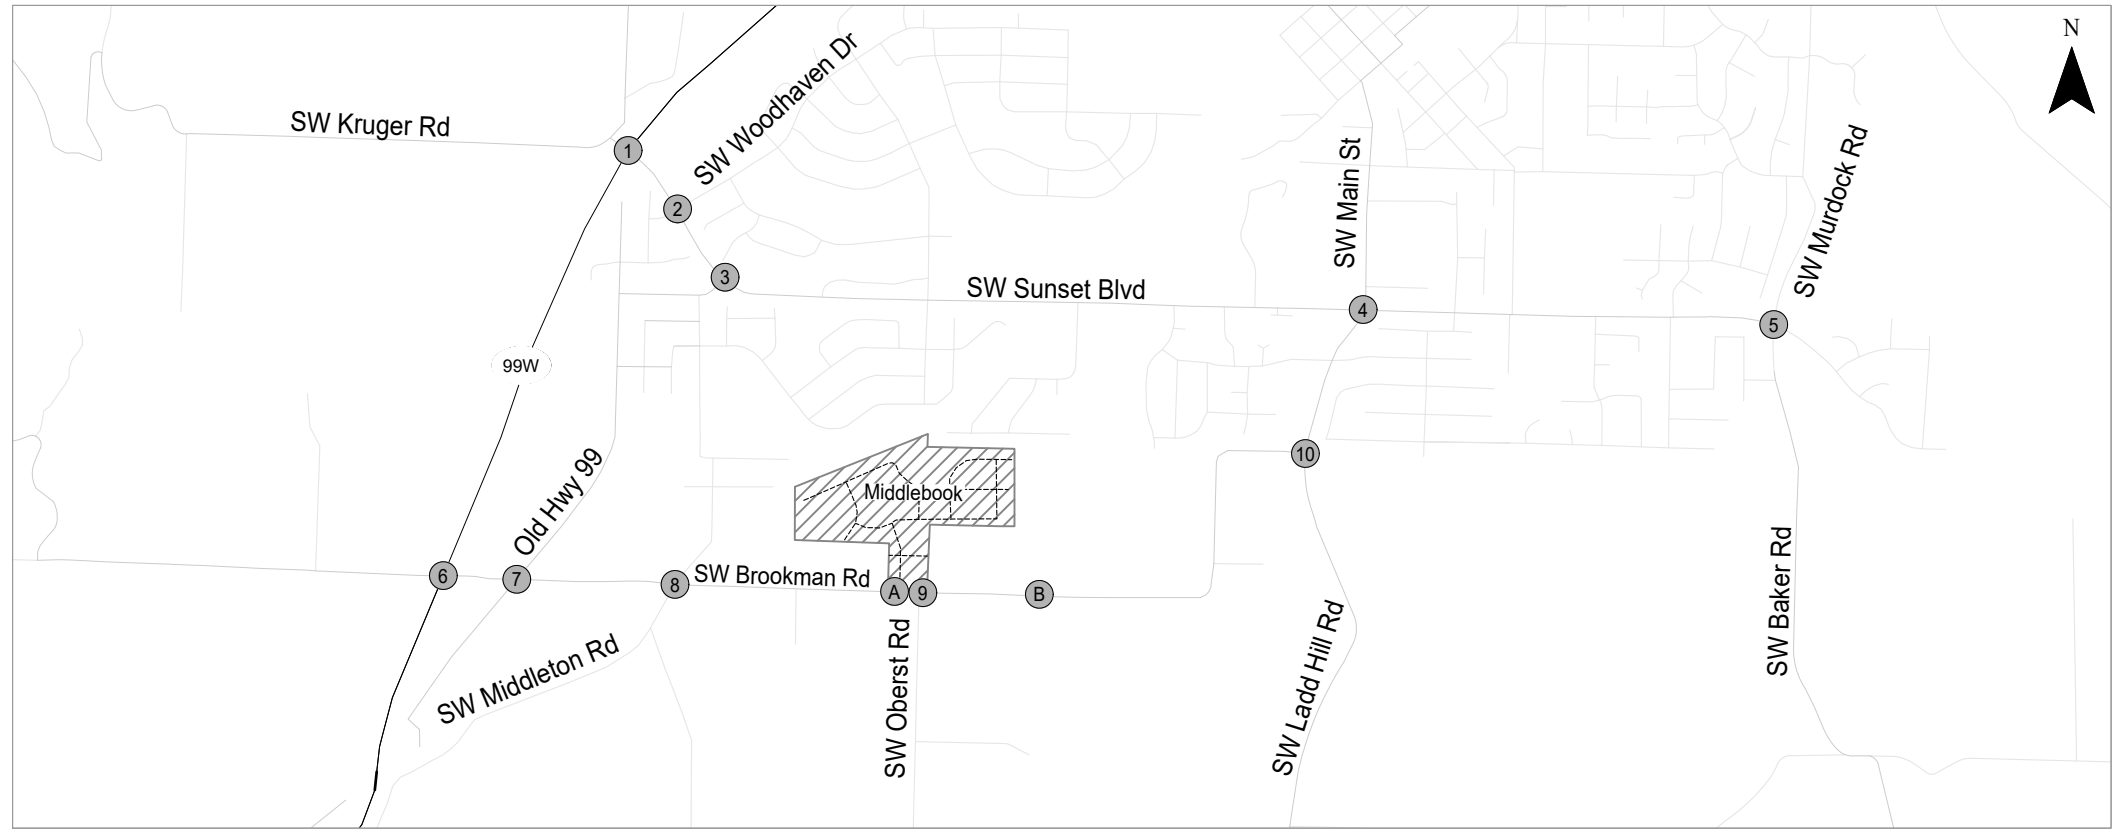 N
SW Kruger Rd
SW Woodhaven Dr
1
2
3
SW Sunset Blvd
SW Main St
4
SW Murdock Rd
5
99W
Old Hwy 99
10
Middlebook
6
7
8
SW Brookman Rd
A
9
B
SW Middleton Rd
SW Oberst Rd
SW Ladd Hill Rd
SW Baker Rd